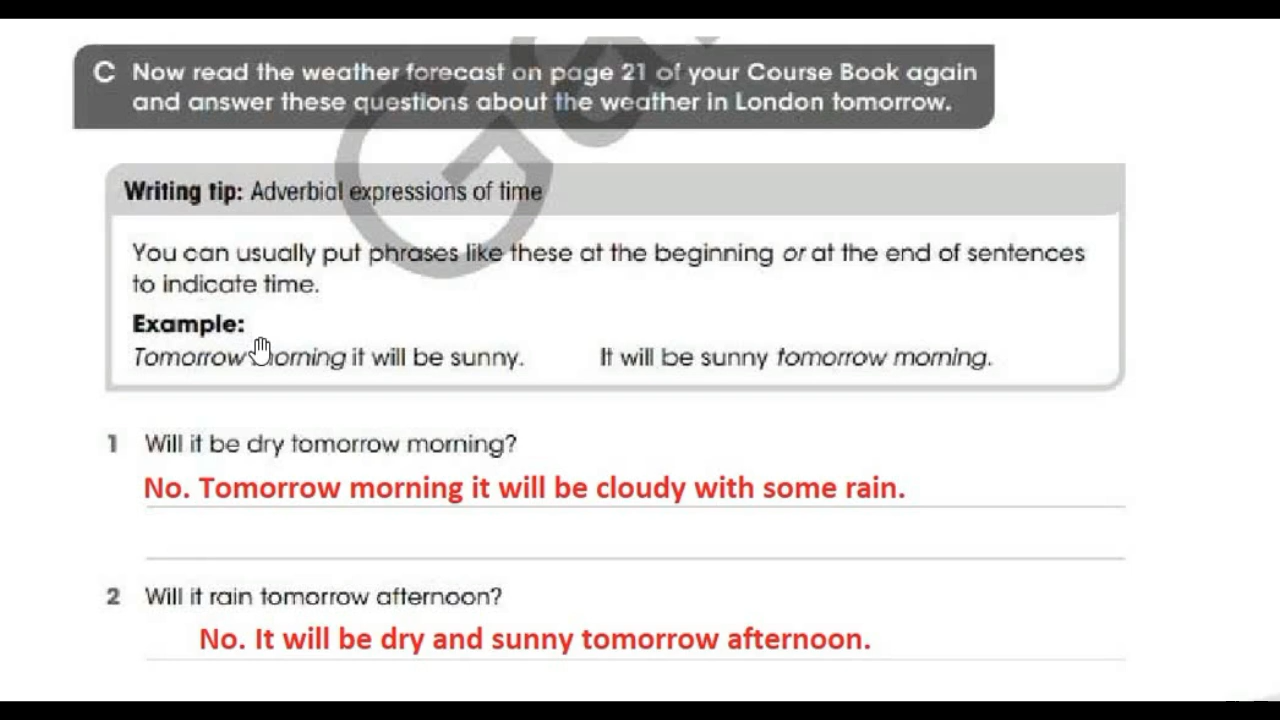 C Now read the weather forecast on page 21 of your Course Book again
and answer these questions about the weather in London tomorrow.
Writing tip: Adverbial expressions of time
You can usually put phrases like these at the beginning or at the end of sentences
to indicate time.
Example:
Tomorrow morning it will be sunny. It will be sunny tomorrow morning.
1 Will it be dry tomorrow morning?
No. Tomorrow morning it will be cloudy with some rain.
2 Will it rain tomorrow afternoon?
No. It will be dry and sunny tomorrow afternoon.